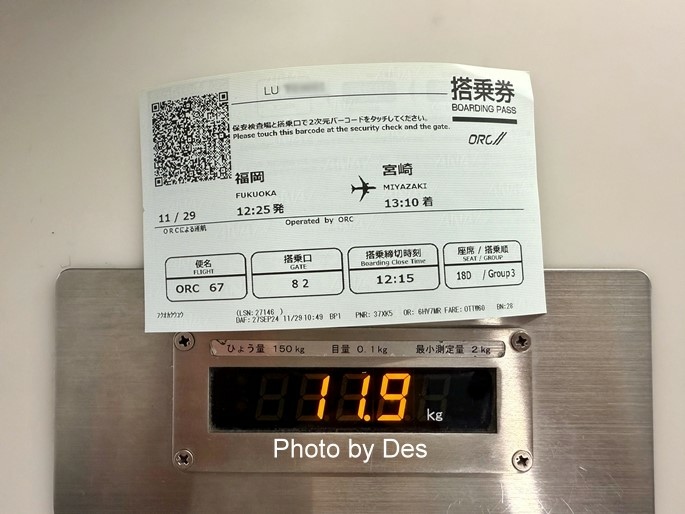 LU
搭乗券
BOARDING PASS
保安検査場と搭乗口で2次元バーコードをタッチしてください。
Please touch this barcode at the security check and the gate.
ORC
福岡
FUKUOKA
12:25 発
宮崎
MIYAZAKI
13:10 着
11 / 29
ORCによる運航
Operated by ORC
便名
FLIGHT
ORC 67
搭乗口
GATE
82
搭乗締切時刻
Boarding Close Time
12:15
座席 / 搭乗順
SEAT / GROUP
18D / Group 3
(LSN:27146 )
DAF: 27SEP24 11/29 10:49 BP1 PNR: 37XK5 OR: 6HV7WR FARE: OTTW60 BN:28
ひょう量 150 kg 目量 0.1 kg 最小測定量 2 kg
11.9 kg
Photo by Des